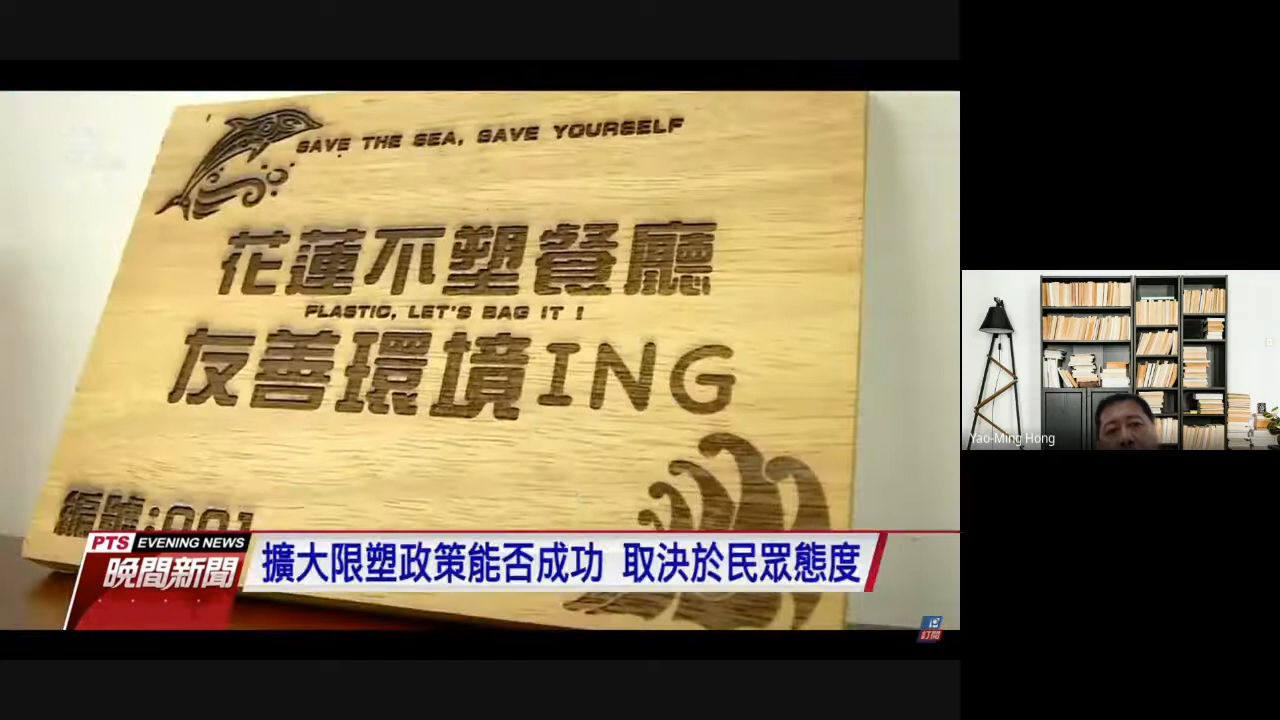 SAVE THE SEA, SAVE YOURSELF
花蓮不塑餐廳
PLASTIC, LET'S BAG IT !
友善環境ING
編號:001
PTS EVENING NEWS
晚間新聞
擴大限塑政策能否成功 取決於民眾態度
訂閱
Yao-Ming Hong